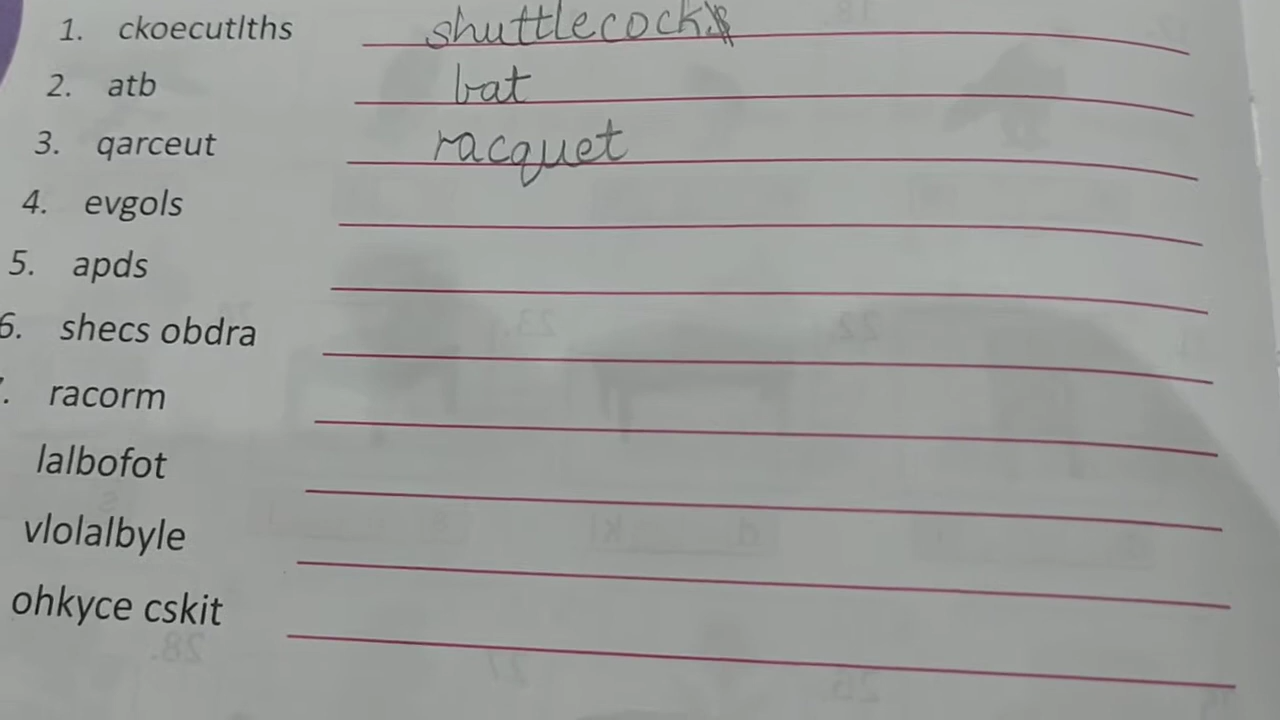 1. ckoecutlths shuttlecock
2. atb bat
3. qarceut racquet
4. evgols
5. apds
6. shecs obdra
. racorm
lalbofot
vlolalbyle
ohkyce cskit